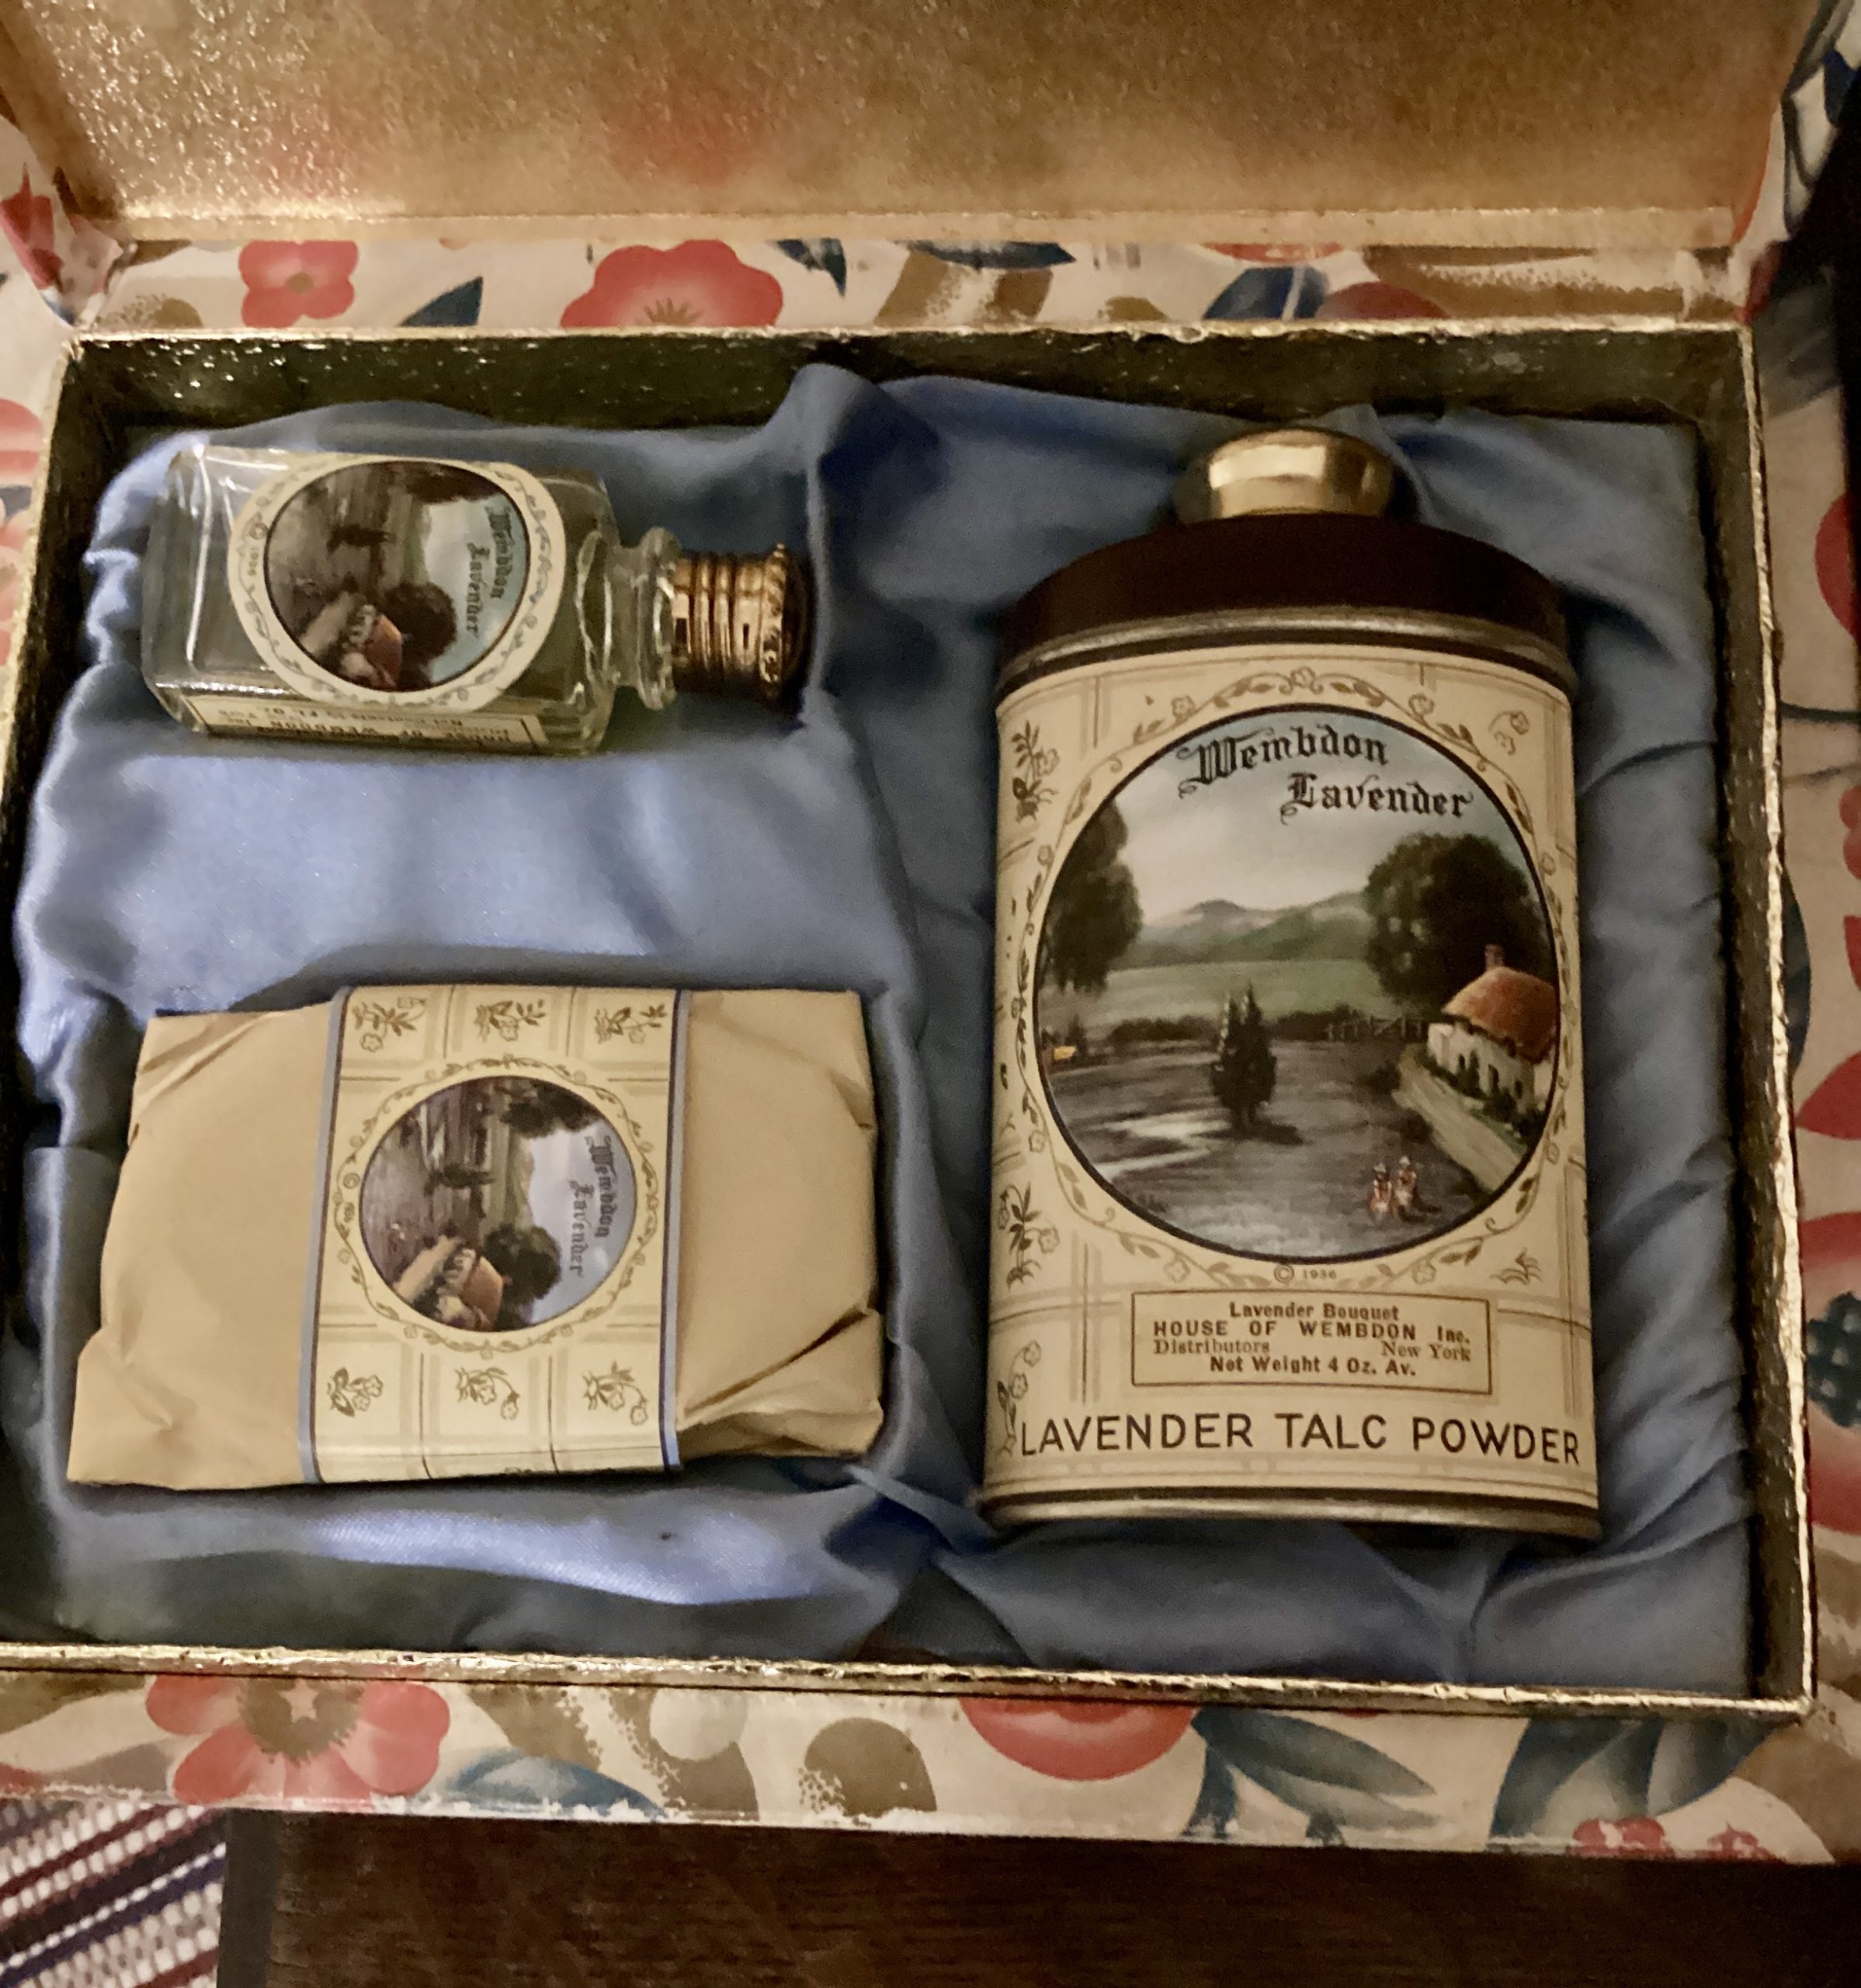 Wembdon
Lavender
Wembdon
Lavender
© 1936
Lavender Bouquet
HOUSE OF WEMBDON Inc.
Distributors New York
Net Weight 4 Oz. Av.
LAVENDER TALC POWDER
Wembdon
Lavender